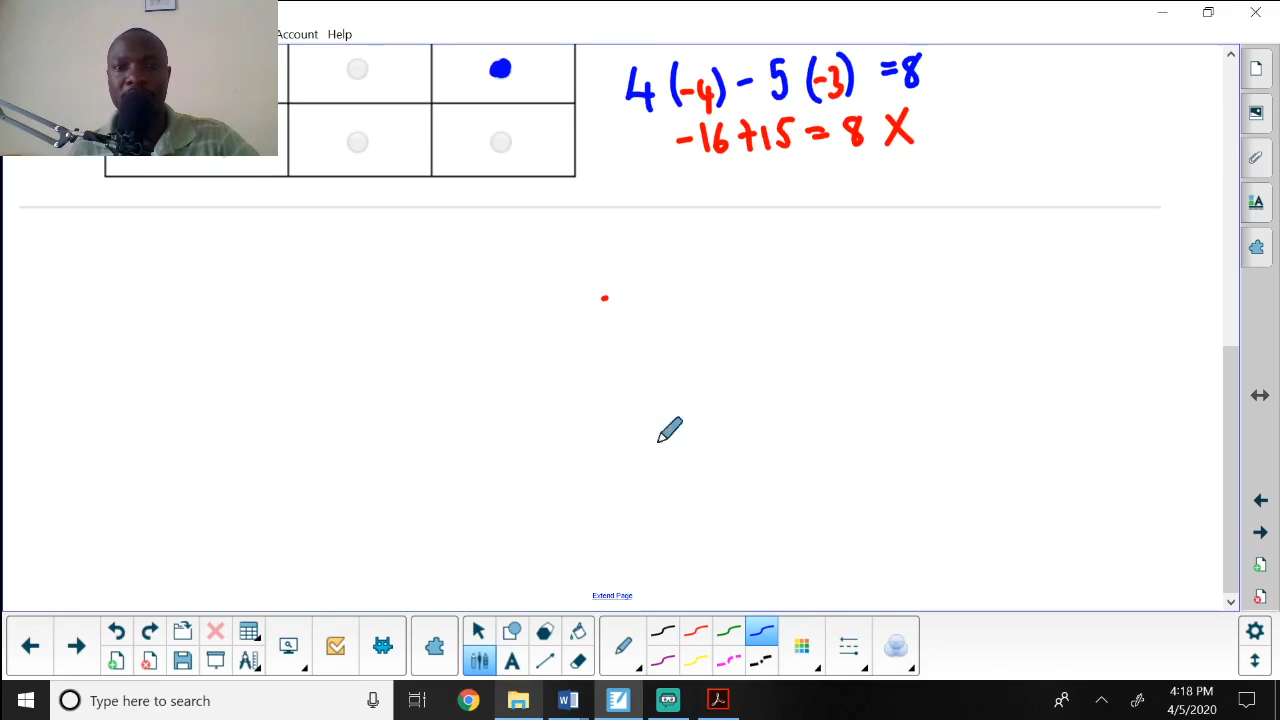 Account Help
4 (-4) - 5 (-3) = 8
-16 + 15 = 8 X
Extend Page
A
A
Type here to search
4:18 PM
4/5/2020